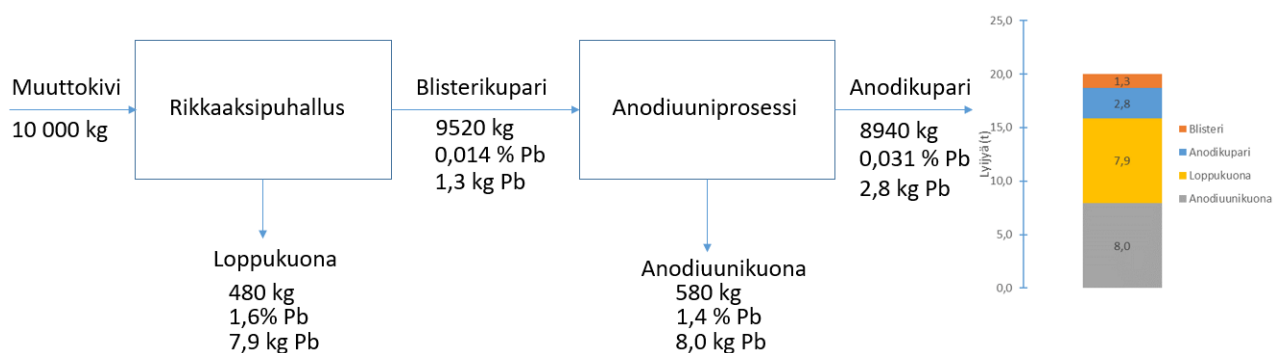 Muuttokivi
10 000 kg
Rikkaaksipuhallus
Blisterikupari
9520 kg
0,014 % Pb
1,3 kg Pb
Anodiuuniprosessi
Anodikupari
8940 kg
0,031 % Pb
2,8 kg Pb
Loppukuona
480 kg
1,6% Pb
7,9 kg Pb
Anodiuunikuona
580 kg
1,4 % Pb
8,0 kg Pb
Lyijyä (t)
25,0
20,0
15,0
10,0
5,0
0,0
1,3
2,8
7,9
8,0
Blisteri
Anodikupari
Loppukuona
Anodiuunikuona